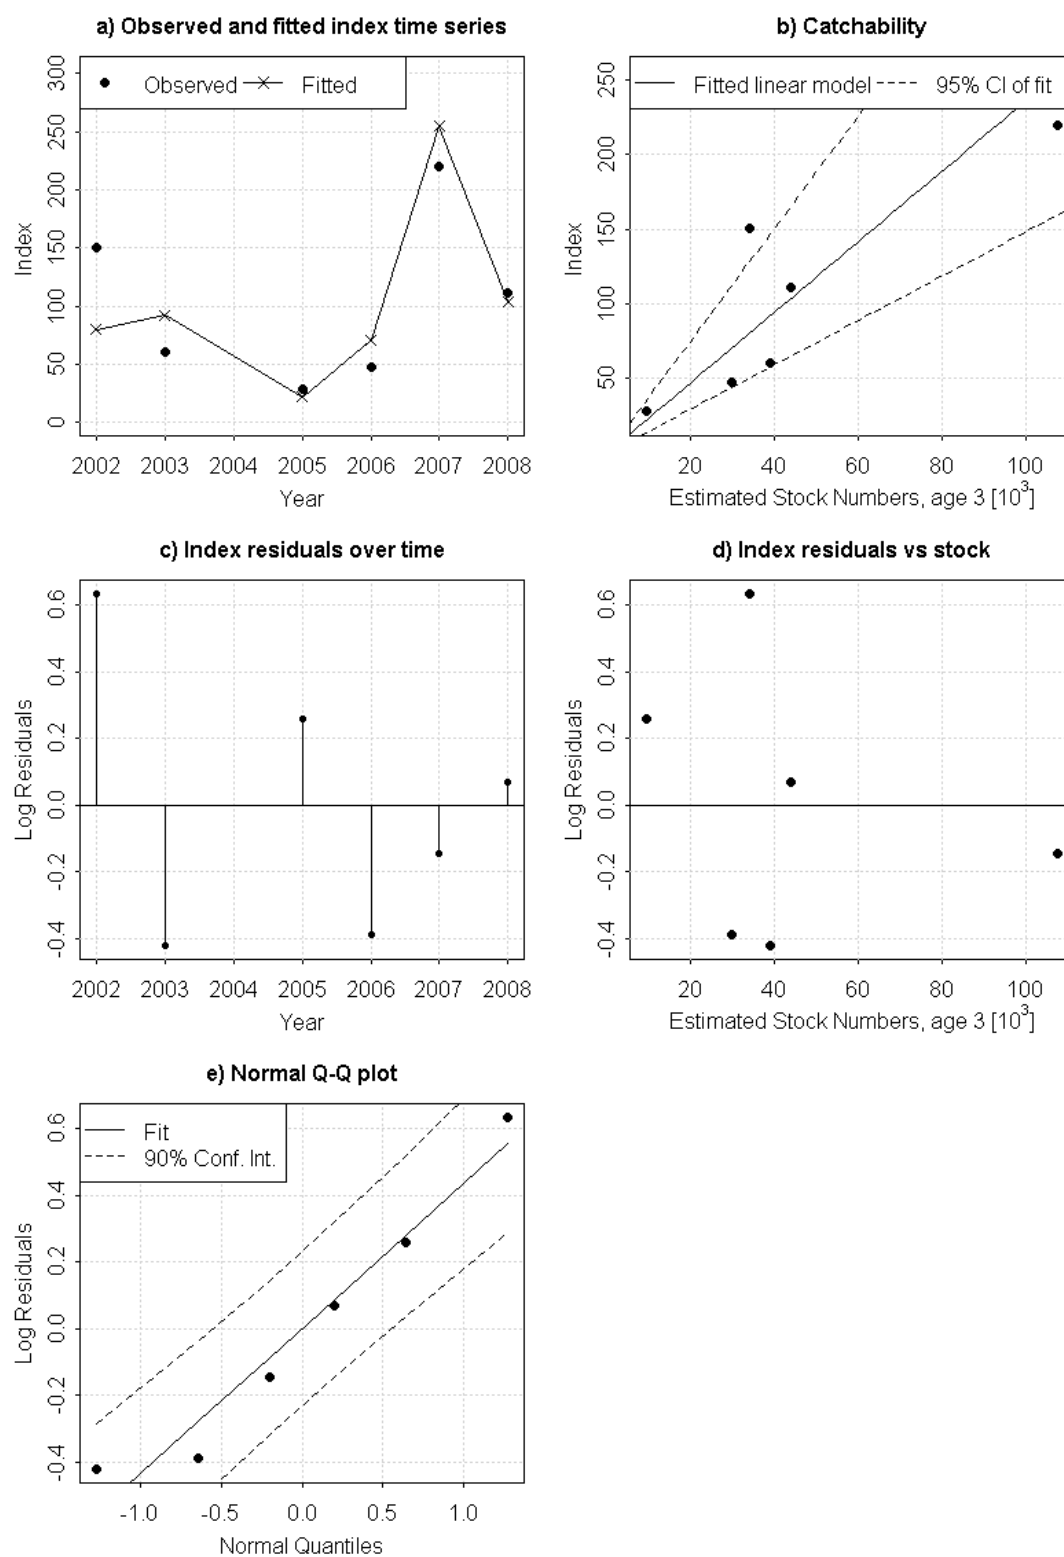 a) Observed and fitted index time series
300
250
200
150
100
50
0
Index
Observed Fitted
2002 2003 2004 2005 2006 2007 2008
Year
b) Catchability
250
200
150
100
50
Index
Fitted linear model 95% CI of fit
20 40 60 80 100
Estimated Stock Numbers, age 3 [10^3]
c) Index residuals over time
0.6
0.4
0.2
0.0
-0.2
-0.4
Log Residuals
2002 2003 2004 2005 2006 2007 2008
Year
d) Index residuals vs stock
0.6
0.4
0.2
0.0
-0.2
-0.4
Log Residuals
20 40 60 80 100
Estimated Stock Numbers, age 3 [10^3]
e) Normal Q-Q plot
0.6
0.4
0.2
0.0
-0.2
-0.4
Log Residuals
Fit
90% Conf. Int.
-1.0 -0.5 0.0 0.5 1.0
Normal Quantiles